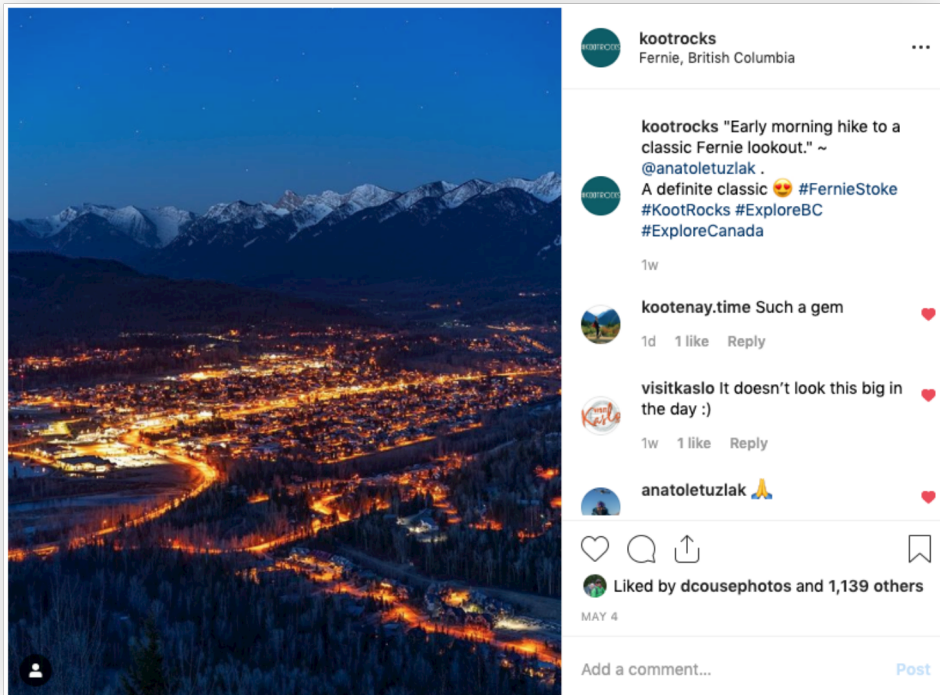 kootrocks
Fernie, British Columbia
kootrocks "Early morning hike to a
classic Fernie lookout." ~
@anatoletuzlak .
A definite classic 😍 #FernieStoke
#KootRocks #ExploreBC
#ExploreCanada
1w
kootenay.time Such a gem
1d 1 like Reply
visitkaslo It doesn't look this big in
the day :)
1w 1 like Reply
anatoletuzlak 🙏
Liked by dcousephotos and 1,139 others
MAY 4
Add a comment... Post